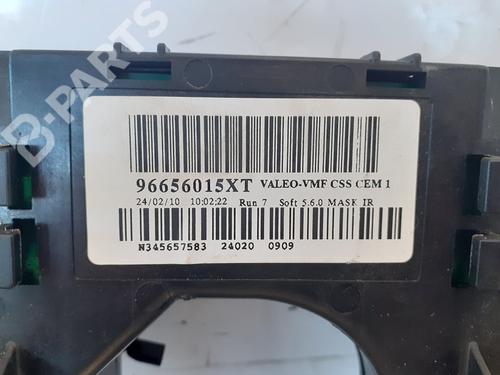 B-PARTS
96656015XT VALEO-VMF CSS CEM 1
24/02/10 10:02:22 Run 7 Soft 5.6.0 MASK IR
N345657583 24020 0909